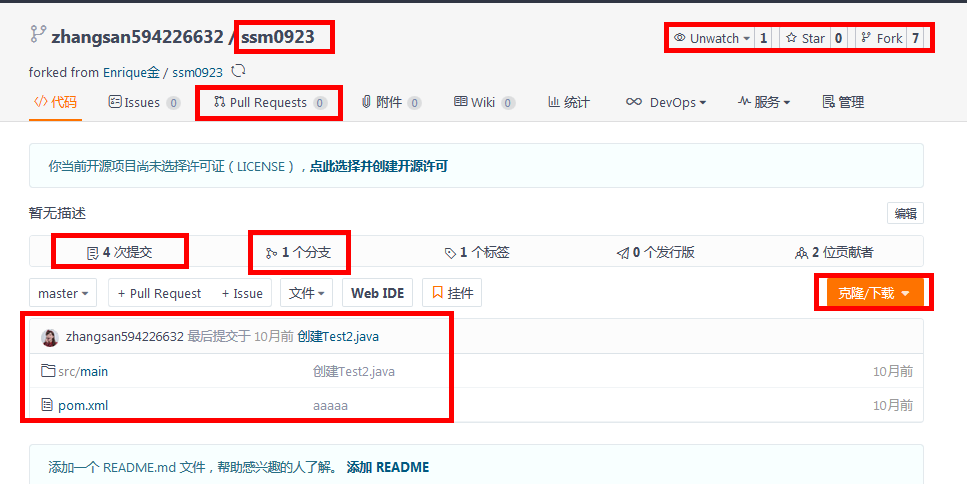 zhangsan594226632 / ssm0923
Unwatch 1 Star 0 Fork 7
forked from Enrique金 / ssm0923
代码 Issues 0 Pull Requests 0 附件 0 Wiki 0 统计 DevOps 服务 管理
你当前开源项目尚未选择许可证（LICENSE），点此选择并创建开源许可
暂无描述 编辑
4 次提交 1 个分支 1 个标签 0 个发行版 2 位贡献者
master + Pull Request + Issue 文件 Web IDE 挂件 克隆/下载
zhangsan594226632 最后提交于 10月前 创建Test2.java
src/main 创建Test2.java 10月前
pom.xml aaaaa 10月前
添加一个 README.md 文件，帮助感兴趣的人了解。 添加 README